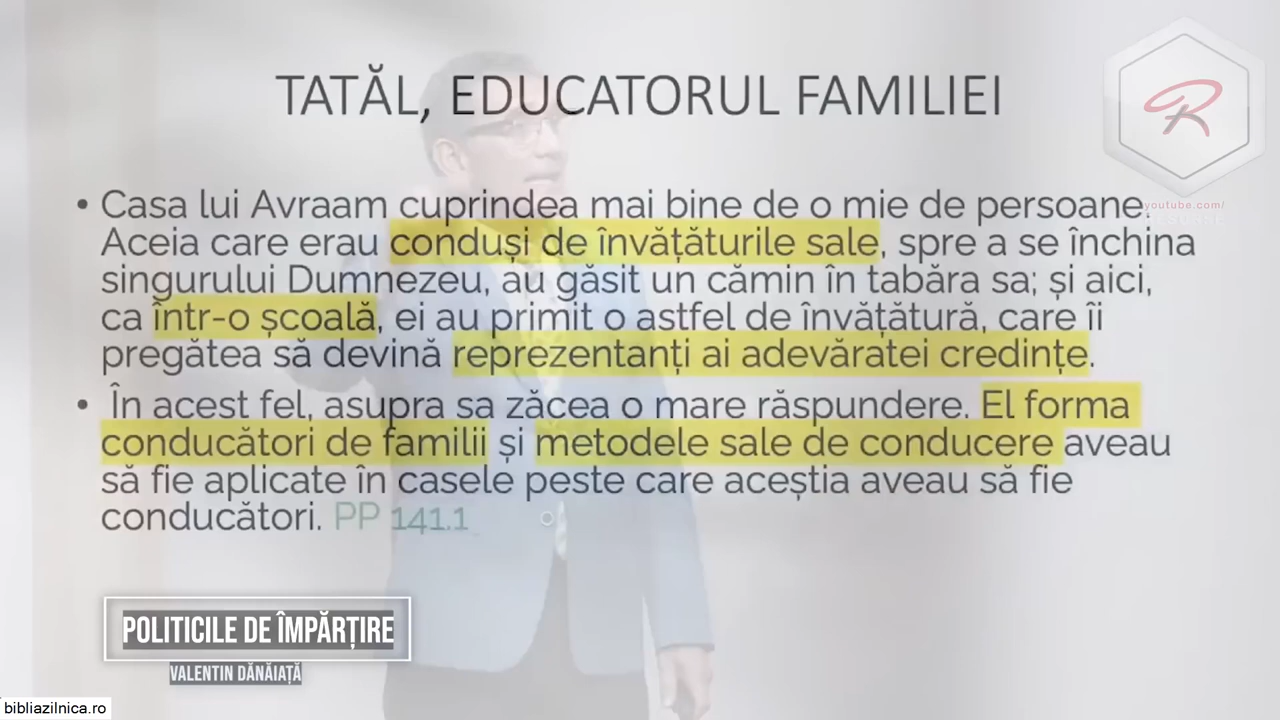 TATĂL, EDUCATORUL FAMILIEI
• Casa lui Avraam cuprindea mai bine de o mie de persoane.
Aceia care erau conduși de învățăturile sale, spre a se închina
singurului Dumnezeu, au găsit un cămin în tabăra sa; și aici,
ca într-o școală, ei au primit o astfel de învățătură, care îi
pregătea să devină reprezentanți ai adevăratei credințe.
• În acest fel, asupra sa zăcea o mare răspundere. El forma
conducători de familii și metodele sale de conducere aveau
să fie aplicate în casele peste care aceștia aveau să fie
conducători. PP 141.1
R
youtube.com/
POLITICILE DE ÎMPĂRȚIRE
VALENTIN DĂNĂIAȚĂ
bibliazilnica.ro